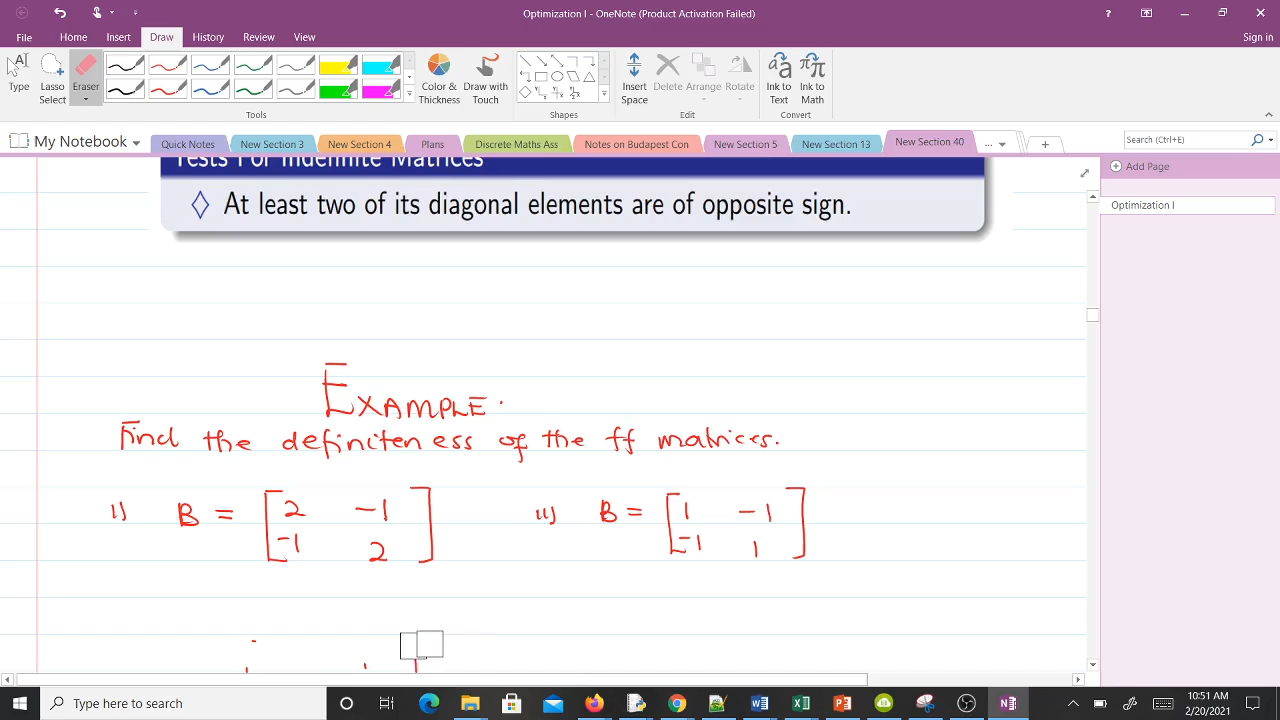 Optimization I - OneNote (Product Activation Failed)
File Home Insert Draw History Review View Sign in
Type Lasso Select Eraser Color & Thickness Draw with Touch Insert Space Delete Arrange Rotate Ink to Text Ink to Math
Tools Shapes Edit Convert
My Notebook Quick Notes New Section 3 New Section 4 Plans Discrete Maths Ass Notes on Budapest Con New Section 5 New Section 13 New Section 40 ... Search (Ctrl+E)
Tests For Indefinite Matrices
Add Page
At least two of its diagonal elements are of opposite sign.
Optimization I
EXAMPLE.
Find the definiteness of the ff matrices.
i) B = [2 -1 ii) B = [1 -1
-1 2] -1 1]
Type here to search
10:51 AM
2/20/2021